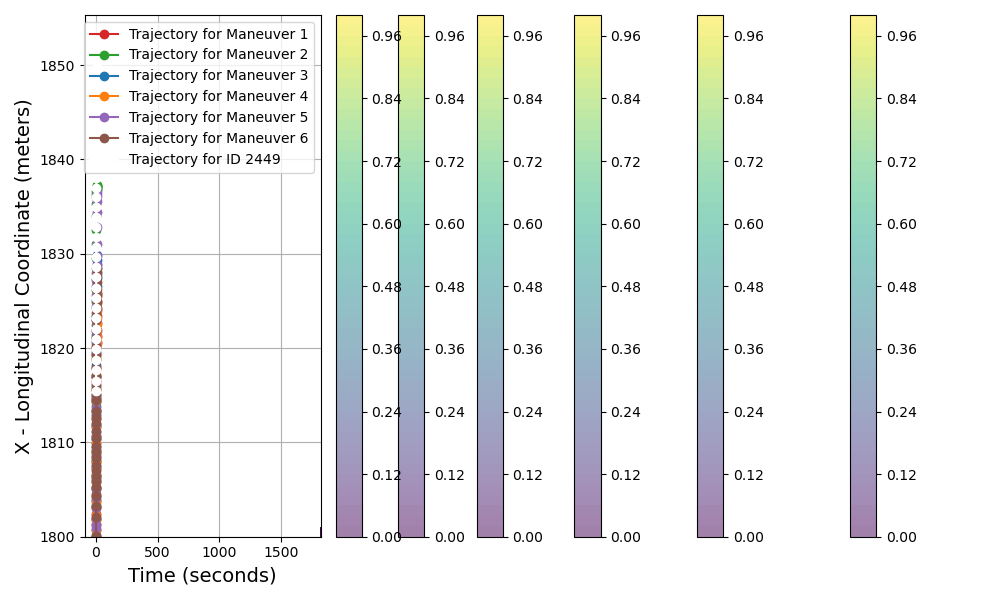 Trajectory for Maneuver 1
Trajectory for Maneuver 2
Trajectory for Maneuver 3
Trajectory for Maneuver 4
Trajectory for Maneuver 5
Trajectory for Maneuver 6
Trajectory for ID 2449
X - Longitudinal Coordinate (meters)
1850
1840
1830
1820
1810
1800
0 500 1000 1500
Time (seconds)
0.96 0.96 0.96 0.96 0.96 0.96
0.84 0.84 0.84 0.84 0.84 0.84
0.72 0.72 0.72 0.72 0.72 0.72
0.60 0.60 0.60 0.60 0.60 0.60
0.48 0.48 0.48 0.48 0.48 0.48
0.36 0.36 0.36 0.36 0.36 0.36
0.24 0.24 0.24 0.24 0.24 0.24
0.12 0.12 0.12 0.12 0.12 0.12
0.00 0.00 0.00 0.00 0.00 0.00